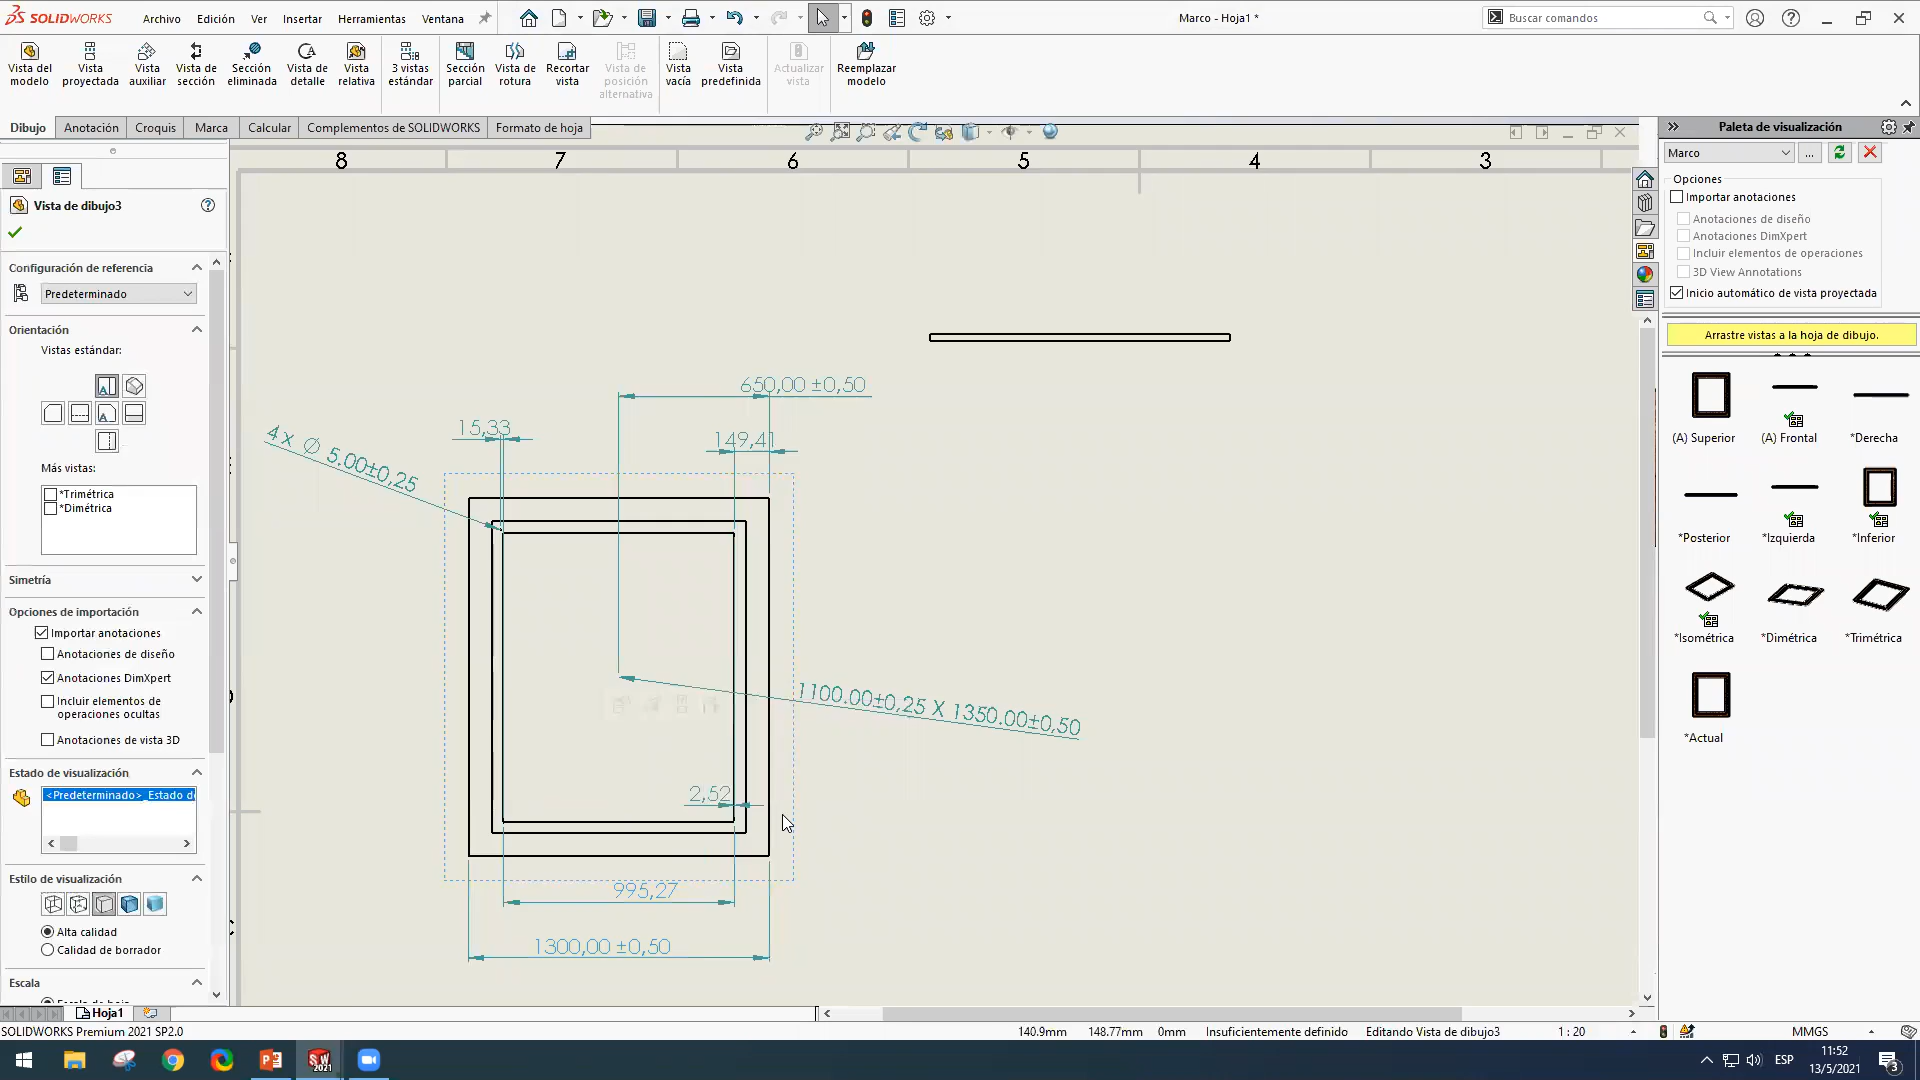 SOLIDWORKS
Archivo
Edición
Ver
Insertar
Herramientas
Ventana
Marco - Hoja1 *
Buscar comandos
Vista del modelo
Vista proyectada
Vista auxiliar
Vista de sección
Sección eliminada
Vista de detalle
Vista relativa
3 vistas estándar
Sección parcial
Vista de rotura
Recortar vista
Vista de posición alternativa
Vista vacía
Vista predefinida
Actualizar vista
Reemplazar modelo
Dibujo
Anotación
Croquis
Marca
Calcular
Complementos de SOLIDWORKS
Formato de hoja
Paleta de visualización
8
7
6
5
4
3
Vista de dibujo3
Configuración de referencia
Predeterminado
Orientación
Vistas estándar:
Más vistas:
*Trimétrica
*Dimétrica
Simetría
Opciones de importación
Importar anotaciones
Anotaciones de diseño
Anotaciones DimXpert
Incluir elementos de
operaciones ocultas
Anotaciones de vista 3D
Estado de visualización
<Predeterminado>_Estado de
Estilo de visualización
Alta calidad
Calidad de borrador
Escala
650,00 ±0,50
15,33
149,41
4 x Ø 5.00±0,25
1100.00±0,25 X 1350.00±0,50
2,52
995,27
1300,00 ±0,50
Marco
...
Opciones
Importar anotaciones
Anotaciones de diseño
Anotaciones DimXpert
Incluir elementos de operaciones
3D View Annotations
Inicio automático de vista proyectada
Arrastre vistas a la hoja de dibujo.
(A) Superior
(A) Frontal
*Derecha
*Posterior
*Izquierda
*Inferior
*Isométrica
*Dimétrica
*Trimétrica
*Actual
Hoja1
SOLIDWORKS Premium 2021 SP2.0
140.9mm
148.77mm
0mm
Insuficientemente definido
Editando Vista de dibujo3
1 : 20
MMGS
ESP
11:52
13/5/2021
3